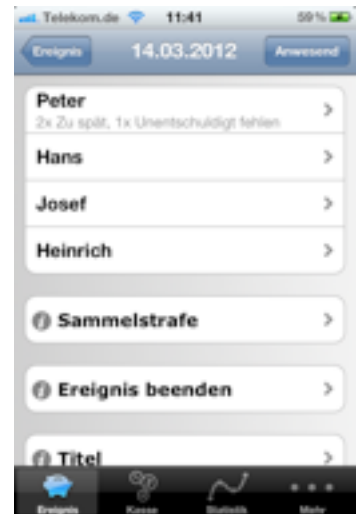 Telekom.de 11:41 59 %
Ereignis 14.03.2012 Anwesend
Peter
2x Zu spät, 1x Unentschuldigt fehlen
Hans
Josef
Heinrich
Sammelstrafe
Ereignis beenden
Titel
Ereignis Kasse Statistik Mehr